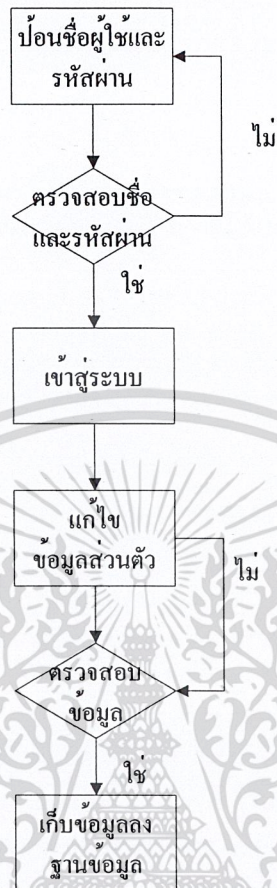 ป้อนชื่อผู้ใช้และ
รหัสผ่าน
ไม่
ตรวจสอบชื่อ
และรหัสผ่าน
ใช่
เข้าสู่ระบบ
แก้ไข
ข้อมูลส่วนตัว
ไม่
ตรวจสอบ
ข้อมูล
ใช่
เก็บข้อมูลลง
ฐานข้อมูล